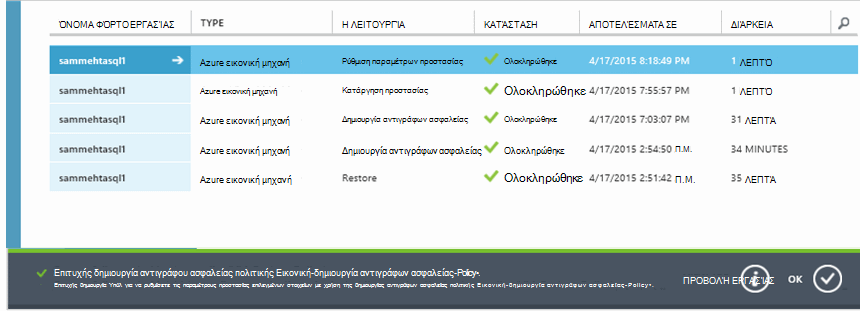 ΌΝΟΜΑ ΦΌΡΤΟ ΕΡΓΑΣΊΑΣ TYPE Η ΛΕΙΤΟΥΡΓΊΑ ΚΑΤΆΣΤΑΣΗ ΑΠΟΤΕΛΈΣΜΑΤΑ ΣΕ ΔΙΆΡΚΕΙΑ
sammehtasql1 Azure εικονική μηχανή Ρύθμιση παραμέτρων προστασίας Ολοκληρώθηκε 4/17/2015 8:18:49 PM 1 ΛΕΠΤΌ
sammehtasql1 Azure εικονική μηχανή Κατάργηση προστασίας Ολοκληρώθηκε 4/17/2015 7:55:57 PM 1 ΛΕΠΤΌ
sammehtasql1 Azure εικονική μηχανή Δημιουργία αντιγράφων ασφαλείας Ολοκληρώθηκε 4/17/2015 7:03:07 PM 31 ΛΕΠΤΆ
sammehtasql1 Azure εικονική μηχανή Δημιουργία αντιγράφων ασφαλείας Ολοκληρώθηκε 4/17/2015 2:54:50 Π.Μ. 34 MINUTES
sammehtasql1 Azure εικονική μηχανή Restore Ολοκληρώθηκε 4/17/2015 2:51:42 Π.Μ. 35 ΛΕΠΤΆ
Επιτυχής δημιουργία αντιγράφου ασφαλείας πολιτικής Εικονική-δημιουργία αντιγράφων ασφαλείας-Policy».
Επιτυχής δημιουργία Υπόλ για να ρυθμίσετε τις παραμέτρους προστασίας επιλεγμένων στοιχείων με χρήση της δημιουργίας αντιγράφων ασφαλείας πολιτικής Εικονική-δημιουργία αντιγράφων ασφαλείας-Policy».
ΠΡΟΒΟΛΉ ΕΡΓΑΣΊΑΣ OK